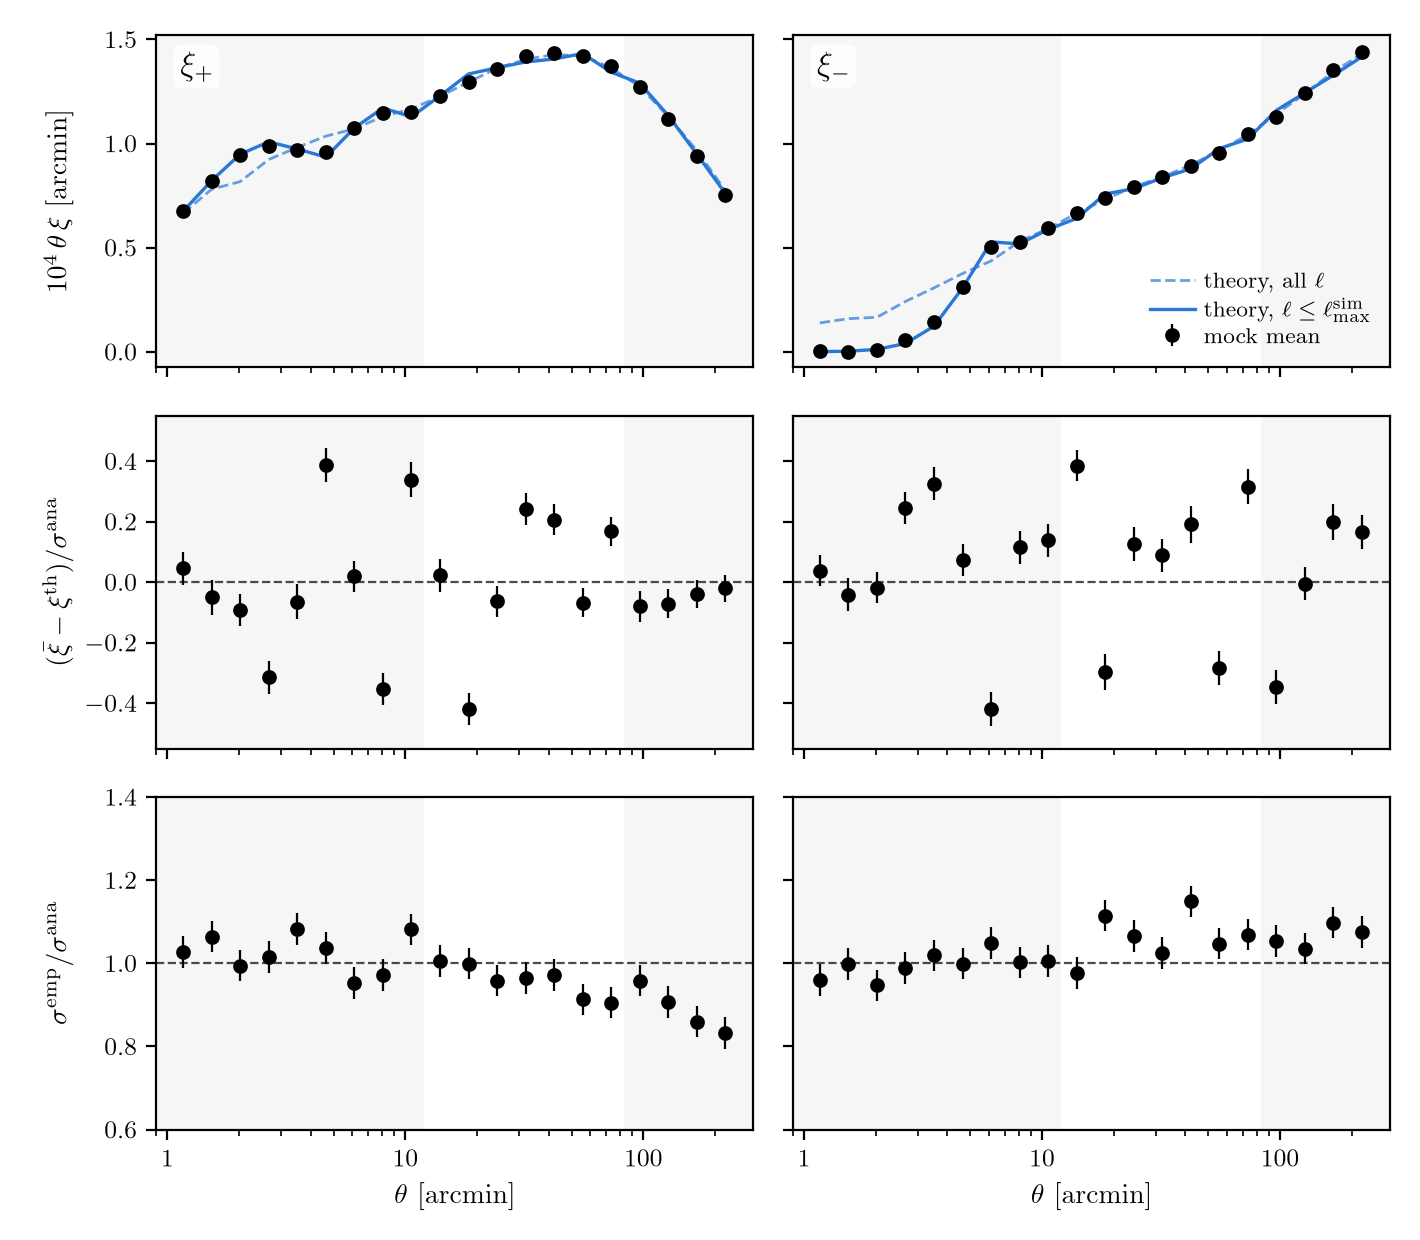 ξ₊
1.5
1.0
0.5
0.0
10⁴ θ ξ [arcmin]
ξ₋
theory, all ℓ
theory, ℓ ≤ ℓ_max^sim
mock mean
0.4
0.2
0.0
−0.2
−0.4
(ξ̄ − ξ^th)/σ^ana
1.4
1.2
1.0
0.8
0.6
σ^emp/σ^ana
1 10 100
1 10 100
θ [arcmin]
θ [arcmin]